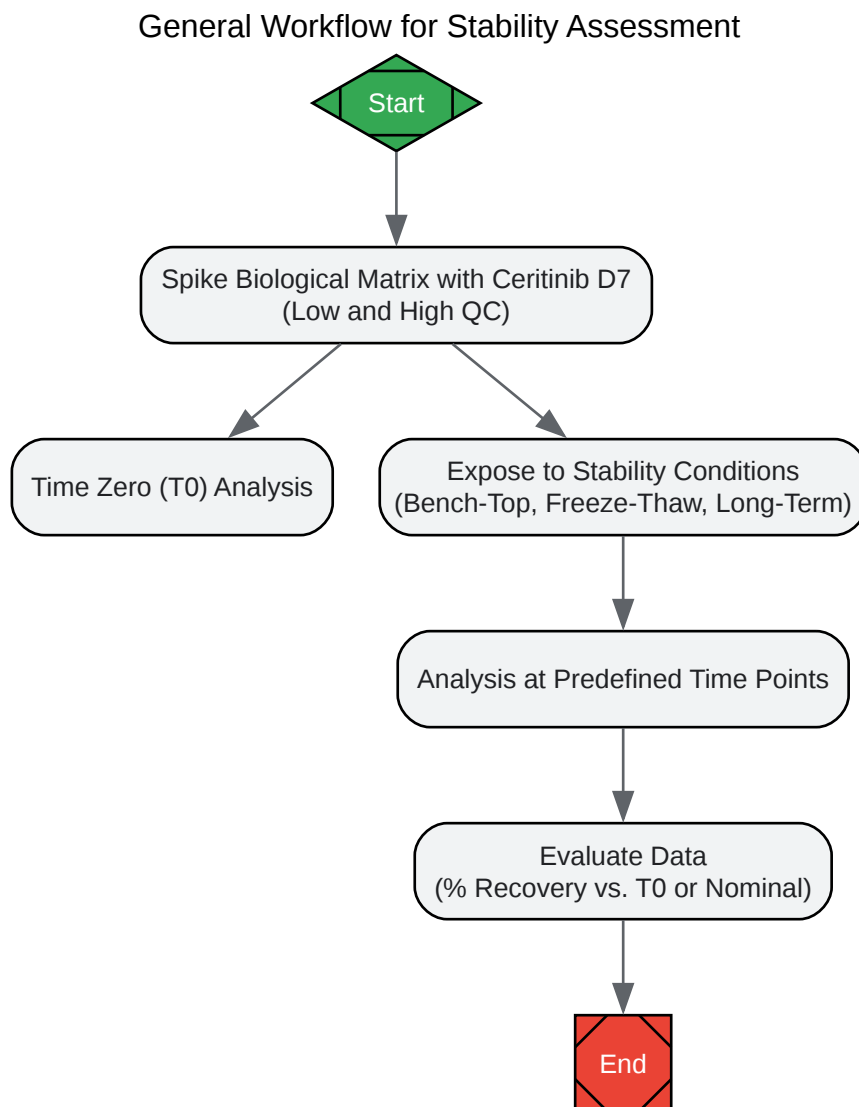 General Workflow for Stability Assessment
Start
Spike Biological Matrix with Ceritinib D7
(Low and High QC)
Time Zero (T0) Analysis
Expose to Stability Conditions
(Bench-Top, Freeze-Thaw, Long-Term)
Analysis at Predefined Time Points
Evaluate Data
(% Recovery vs. T0 or Nominal)
End